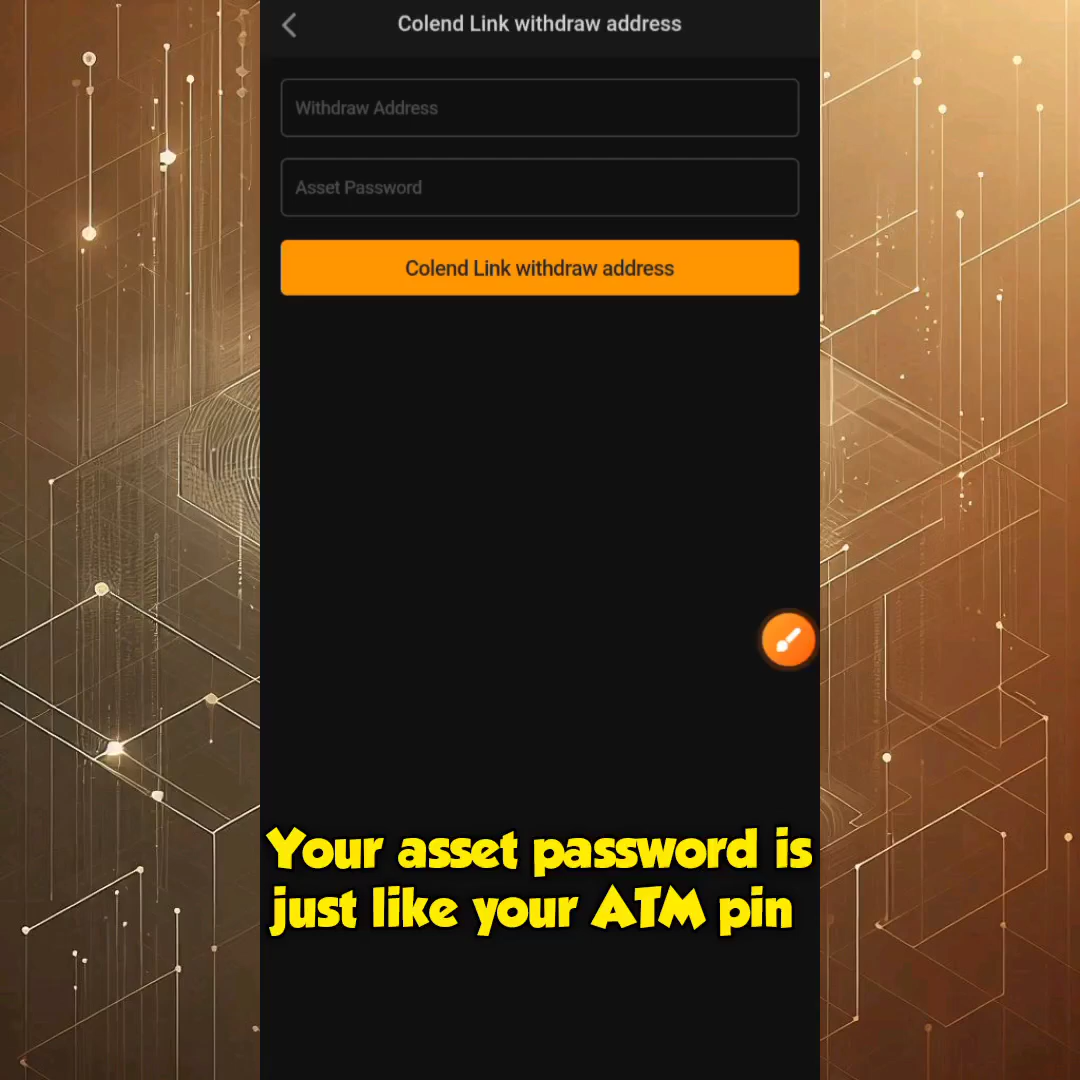 Colend Link withdraw address
Withdraw Address
Asset Password
Colend Link withdraw address
Your asset password is
just like your ATM pin